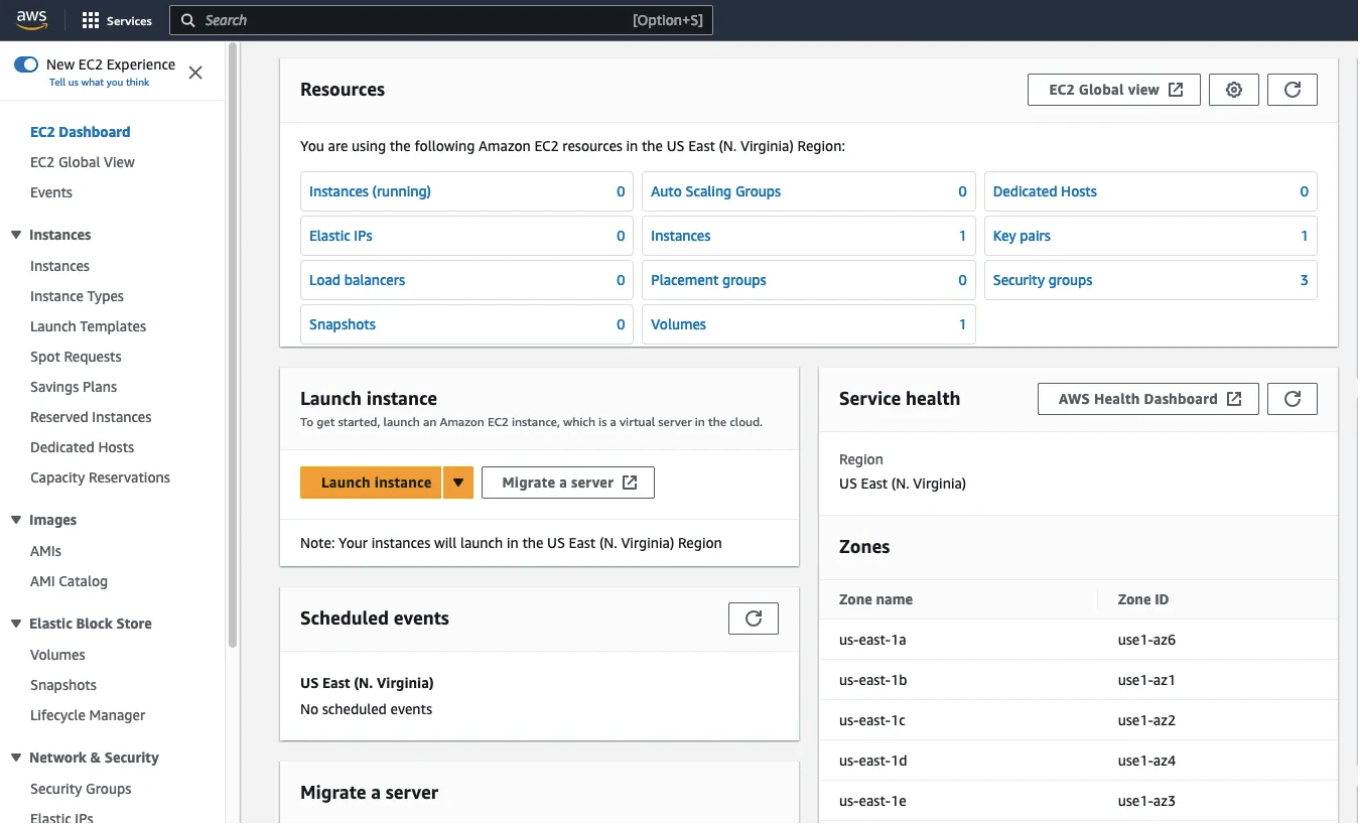 aws
Services
Search
[Option+S]
New EC2 Experience
Tell us what you think
EC2 Dashboard
EC2 Global View
Events
Instances
Instances
Instance Types
Launch Templates
Spot Requests
Savings Plans
Reserved Instances
Dedicated Hosts
Capacity Reservations
Images
AMIs
AMI Catalog
Elastic Block Store
Volumes
Snapshots
Lifecycle Manager
Network & Security
Security Groups
Elastic IPs
Resources
EC2 Global view
You are using the following Amazon EC2 resources in the US East (N. Virginia) Region:
Instances (running) 0
Auto Scaling Groups 0
Dedicated Hosts 0
Elastic IPs 0
Instances 1
Key pairs 1
Load balancers 0
Placement groups 0
Security groups 3
Snapshots 0
Volumes 1
Launch instance
To get started, launch an Amazon EC2 instance, which is a virtual server in the cloud.
Launch instance
Migrate a server
Note: Your instances will launch in the US East (N. Virginia) Region
Scheduled events
US East (N. Virginia)
No scheduled events
Migrate a server
Service health
AWS Health Dashboard
Region
US East (N. Virginia)
Zones
Zone name Zone ID
us-east-1a use1-az6
us-east-1b use1-az1
us-east-1c use1-az2
us-east-1d use1-az4
us-east-1e use1-az3